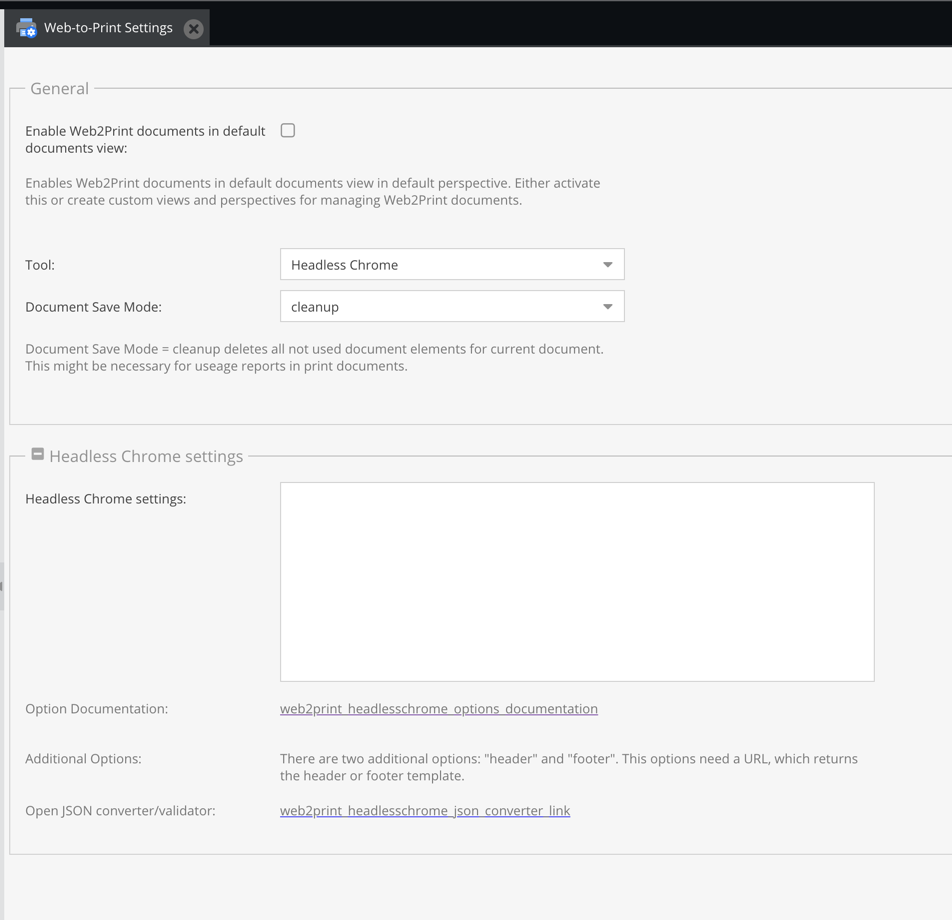 Web-to-Print Settings
General
Enable Web2Print documents in default
documents view:
Enables Web2Print documents in default documents view in default perspective. Either activate
this or create custom views and perspectives for managing Web2Print documents.
Tool:
Headless Chrome
Document Save Mode:
cleanup
Document Save Mode = cleanup deletes all not used document elements for current document.
This might be necessary for useage reports in print documents.
Headless Chrome settings
Headless Chrome settings:
Option Documentation:
web2print_headlesschrome_options_documentation
Additional Options:
There are two additional options: "header" and "footer". This options need a URL, which returns
the header or footer template.
Open JSON converter/validator:
web2print_headlesschrome_json_converter_link